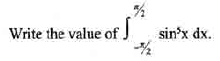 Write the value of ∫_{-π/2}^{π/2} sin⁵x dx.